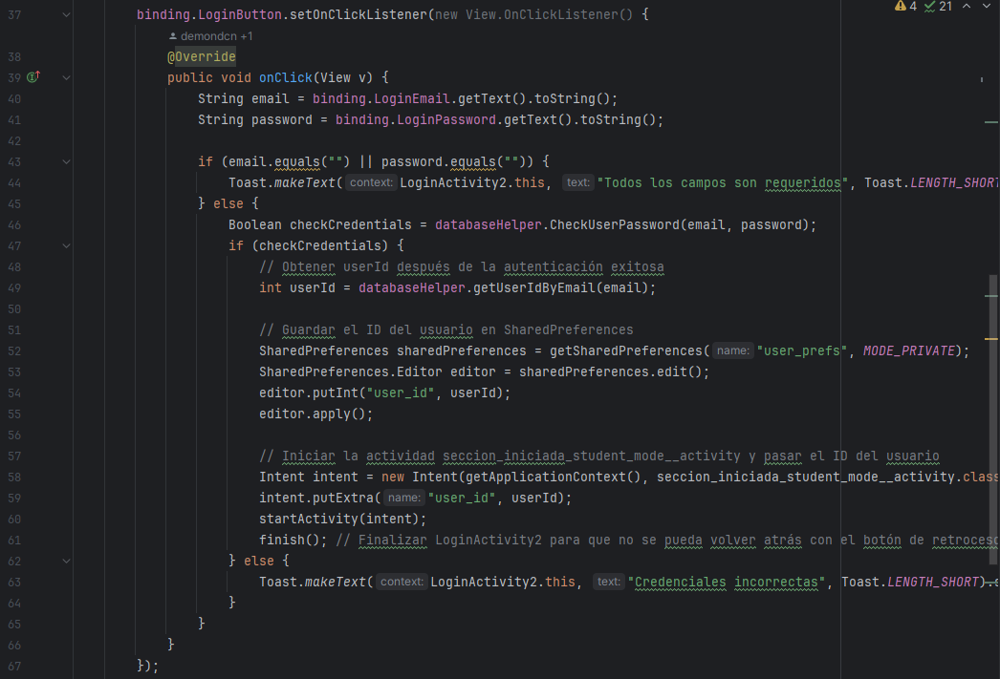 37 binding.LoginButton.setOnClickListener(new View.OnClickListener() { 4 21
demondcn +1
38 @Override
39 public void onClick(View v) {
40 String email = binding.LoginEmail.getText().toString();
41 String password = binding.LoginPassword.getText().toString();
42
43 if (email.equals("") || password.equals("")) {
44 Toast.makeText( context: LoginActivity2.this, text: "Todos los campos son requeridos", Toast.LENGTH_SHORT
45 } else {
46 Boolean checkCredentials = databaseHelper.CheckUserPassword(email, password);
47 if (checkCredentials) {
48 // Obtener userId después de la autenticación exitosa
49 int userId = databaseHelper.getUserIdByEmail(email);
50
51 // Guardar el ID del usuario en SharedPreferences
52 SharedPreferences sharedPreferences = getSharedPreferences( name: "user_prefs", MODE_PRIVATE);
53 SharedPreferences.Editor editor = sharedPreferences.edit();
54 editor.putInt("user_id", userId);
55 editor.apply();
56
57 // Iniciar la actividad seccion_iniciada_student_mode__activity y pasar el ID del usuario
58 Intent intent = new Intent(getApplicationContext(), seccion_iniciada_student_mode__activity.class
59 intent.putExtra( name: "user_id", userId);
60 startActivity(intent);
61 finish(); // Finalizar LoginActivity2 para que no se pueda volver atrás con el botón de retroceso
62 } else {
63 Toast.makeText( context: LoginActivity2.this, text: "Credenciales incorrectas", Toast.LENGTH_SHORT).s
64 }
65 }
66 }
67 });